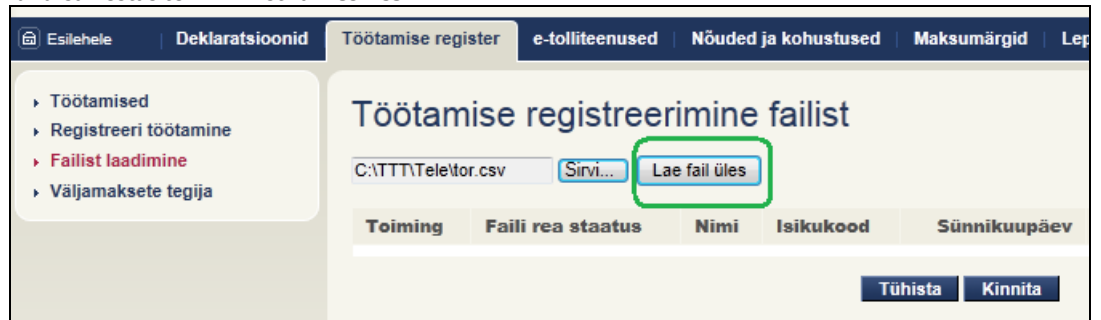 Esilehele Deklaratsioonid Töötamise register e-tolliteenused Nõuded ja kohustused Maksumärgid Lep
Töötamised
Registreeri töötamine
Failist laadimine
Väljamaksete tegija
Töötamise registreerimine failist
C:\TTT\Tele\tor.csv Sirvi... Lae fail üles
Toiming Faili rea staatus Nimi Isikukood Sünnikuupäev
Tühista Kinnita